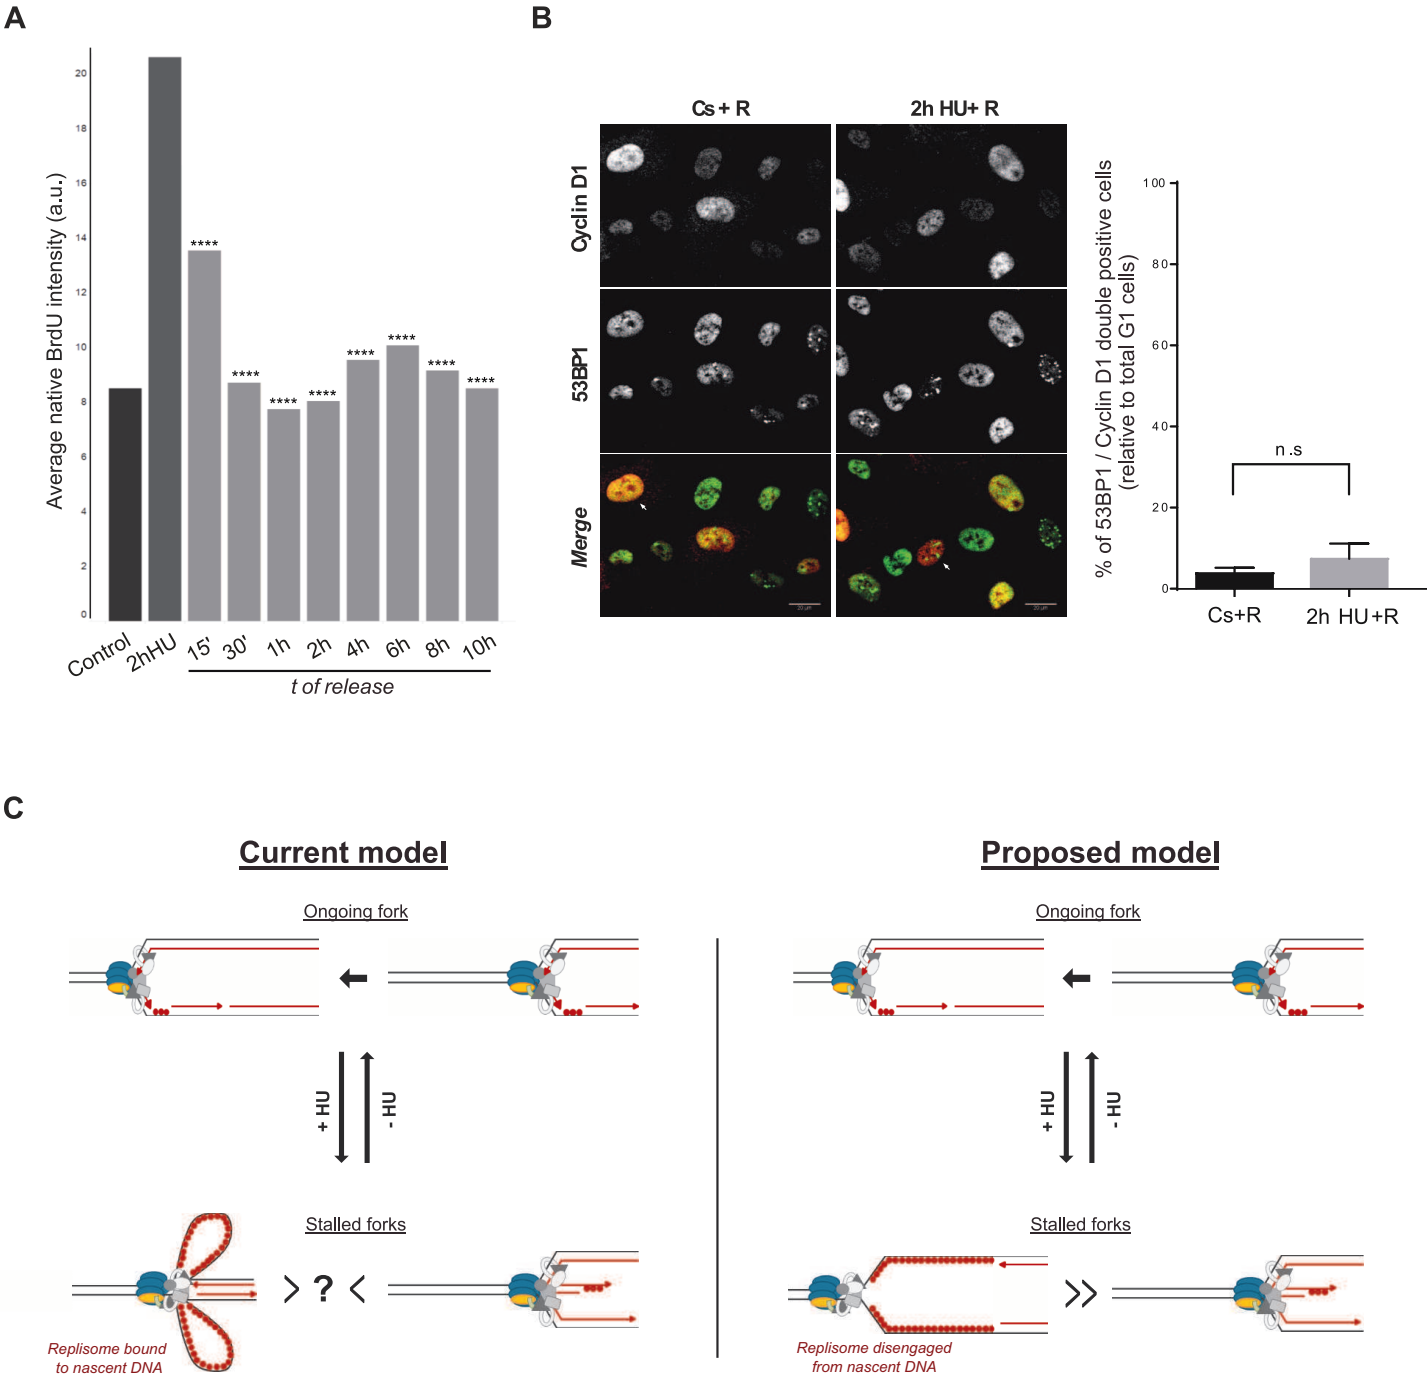 A
Average native BrdU intensity (a.u.)
20
18
16
14
12
10
8
6
4
2
0
****
****
****
****
****
****
****
****
Control
2hHU
15'
30'
1h
2h
4h
6h
8h
10h
t of release
B
Cs + R
2h HU+ R
Cyclin D1
53BP1
Merge
20 µm
20 µm
% of 53BP1 / Cyclin D1 double positive cells
(relative to total G1 cells)
100
80
60
40
20
0
n.s
Cs+R
2h HU+R
C
Current model
Ongoing fork
+ HU
- HU
Stalled forks
> ? <
Replisome bound
to nascent DNA
Proposed model
Ongoing fork
+ HU
- HU
Stalled forks
>>
Replisome disengaged
from nascent DNA